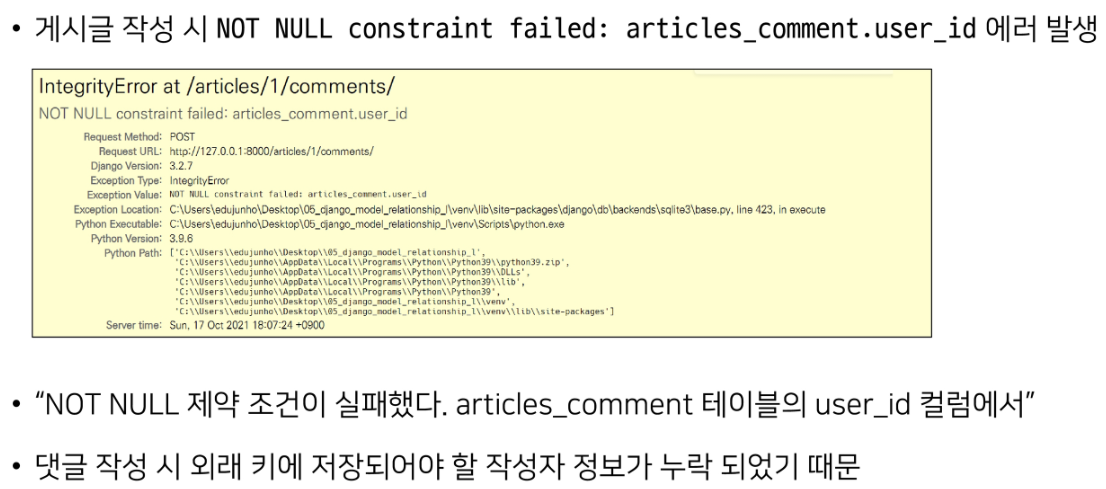 • 게시글 작성 시 NOT NULL constraint failed: articles_comment.user_id 에러 발생
IntegrityError at /articles/1/comments/
NOT NULL constraint failed: articles_comment.user_id
Request Method: POST
Request URL: http://127.0.0.1:8000/articles/1/comments/
Django Version: 3.2.7
Exception Type: IntegrityError
Exception Value: NOT NULL constraint failed: articles_comment.user_id
Exception Location: C:\Users\edujunho\Desktop\05_django_model_relationship_I\venv\lib\site-packages\django\db\backends\sqlite3\base.py, line 423, in execute
Python Executable: C:\Users\edujunho\Desktop\05_django_model_relationship_I\venv\Scripts\python.exe
Python Version: 3.9.6
Python Path: ['C:\\Users\\edujunho\\Desktop\\05_django_model_relationship_l',
'C:\\Users\\edujunho\\AppData\\Local\\Programs\\Python\\Python39\\python39.zip',
'C:\\Users\\edujunho\\AppData\\Local\\Programs\\Python\\Python39\\DLLs',
'C:\\Users\\edujunho\\AppData\\Local\\Programs\\Python\\Python39\\lib',
'C:\\Users\\edujunho\\AppData\\Local\\Programs\\Python\\Python39',
'C:\\Users\\edujunho\\Desktop\\05_django_model_relationship_l\\venv',
'C:\\Users\\edujunho\\Desktop\\05_django_model_relationship_l\\venv\\lib\\site-packages']
Server time: Sun, 17 Oct 2021 18:07:24 +0900
• “NOT NULL 제약 조건이 실패했다. articles_comment 테이블의 user_id 컬럼에서”
• 댓글 작성 시 외래 키에 저장되어야 할 작성자 정보가 누락 되었기 때문